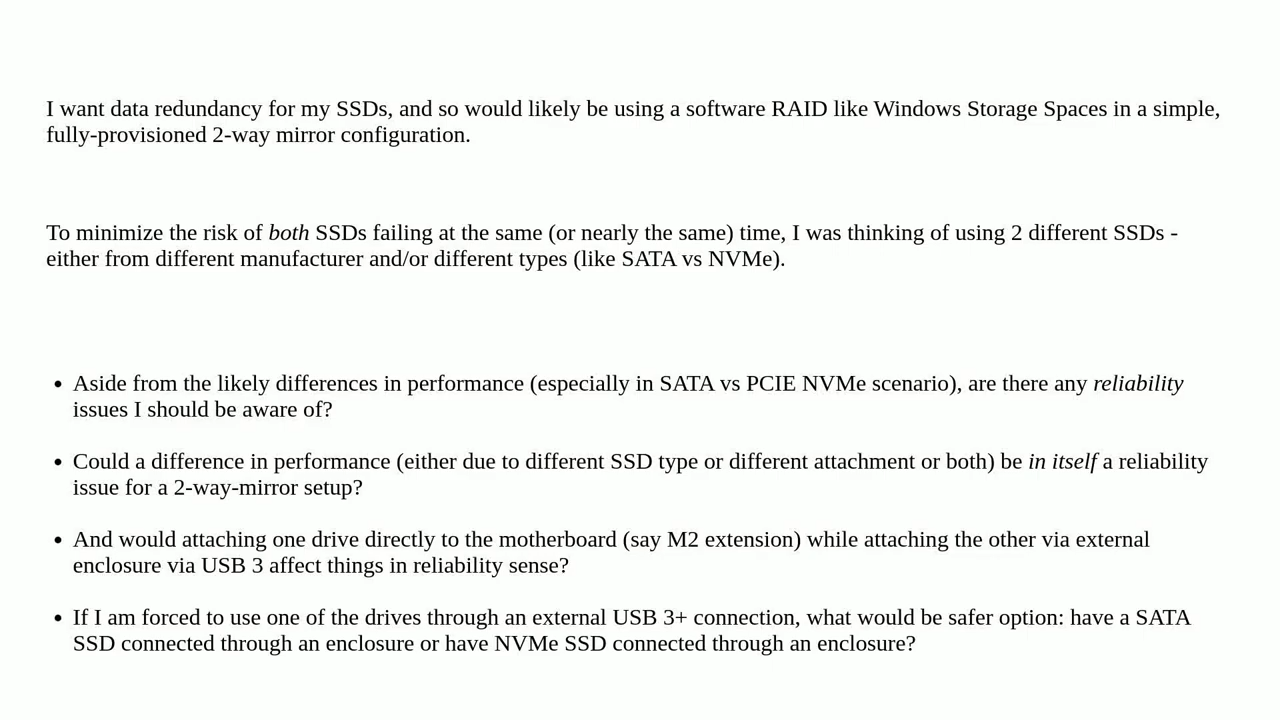 I want data redundancy for my SSDs, and so would likely be using a software RAID like Windows Storage Spaces in a simple,
fully-provisioned 2-way mirror configuration.
To minimize the risk of both SSDs failing at the same (or nearly the same) time, I was thinking of using 2 different SSDs -
either from different manufacturer and/or different types (like SATA vs NVMe).
• Aside from the likely differences in performance (especially in SATA vs PCIE NVMe scenario), are there any reliability
issues I should be aware of?
• Could a difference in performance (either due to different SSD type or different attachment or both) be in itself a reliability
issue for a 2-way-mirror setup?
• And would attaching one drive directly to the motherboard (say M2 extension) while attaching the other via external
enclosure via USB 3 affect things in reliability sense?
• If I am forced to use one of the drives through an external USB 3+ connection, what would be safer option: have a SATA
SSD connected through an enclosure or have NVMe SSD connected through an enclosure?